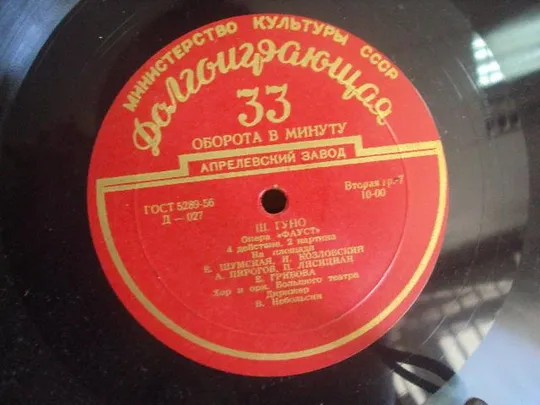 МИНИСТЕРСТВО КУЛЬТУРЫ СССР
Долгоиграющая
33
ОБОРОТА В МИНУТУ
АПРЕЛЕВСКИЙ ЗАВОД
ГОСТ 5289-56
Д — 027
Вторая гр.-7
10-00
Ш. ГУНО
Опера «ФАУСТ»
4 действие, 2 картина
На площади
Е. ШУМСКАЯ, И. КОЗЛОВСКИЙ
А. ПИРОГОВ, П. ЛИСИЦИАН
Е. ГРИБОВА
Хор и орк. Большого театра
Дирижер
В. Небольсин